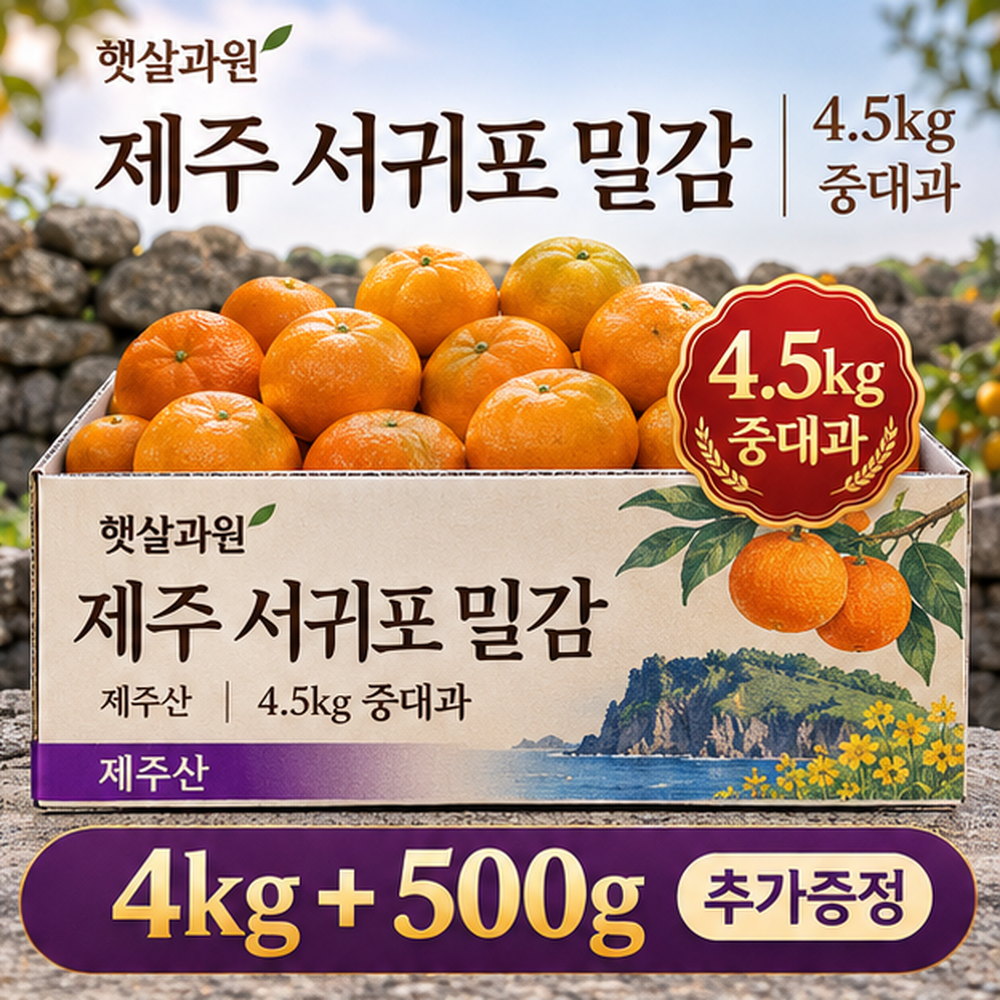 햇살과원
제주 서귀포 밀감
4.5kg
중대과
4.5kg
중대과
햇살과원
제주 서귀포 밀감
제주산 | 4.5kg 중대과
제주산
4kg + 500g 추가증정